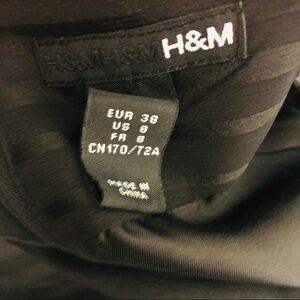 H&M
EUR 38
US 8
FR 8
CN170/72A
MADE IN
CHINA